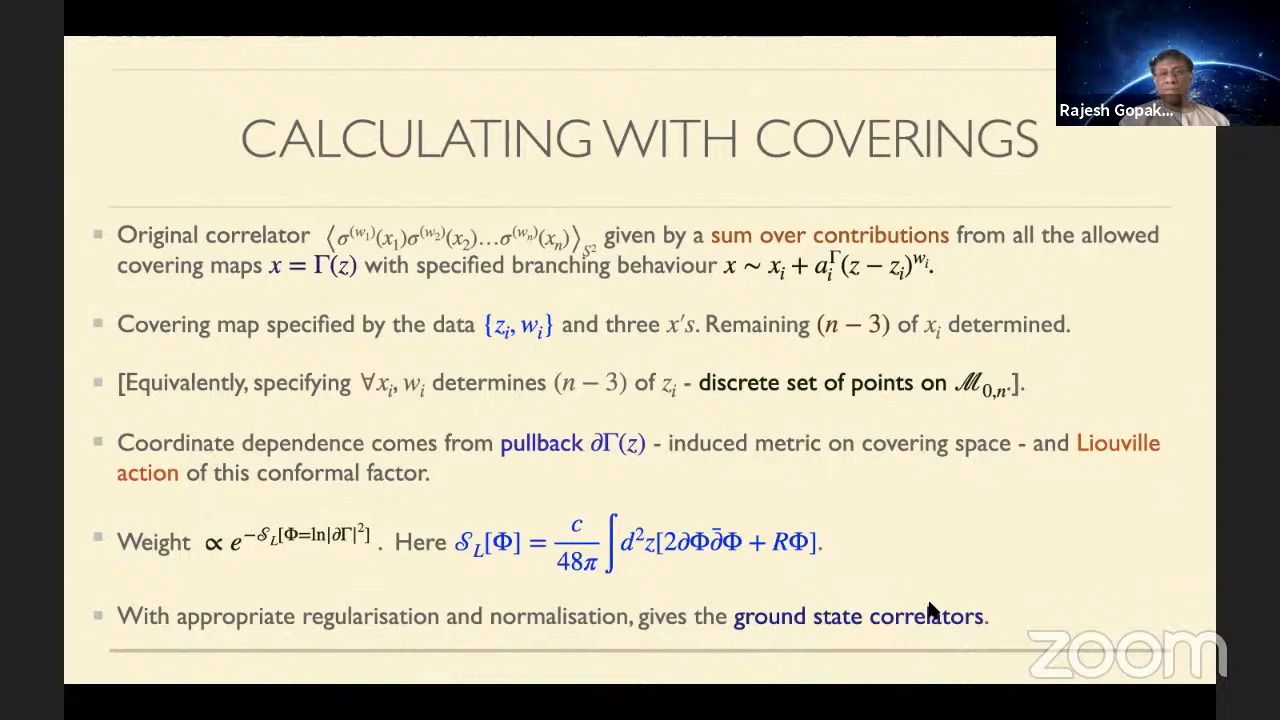 Rajesh Gopak...
CALCULATING WITH COVERINGS
Original correlator ⟨σ^(w₁)(x₁)σ^(w₂)(x₂)…σ^(wₙ)(xₙ)⟩_S² given by a sum over contributions from all the allowed
covering maps x = Γ(z) with specified branching behaviour x ∼ xᵢ + aᵢ^Γ(z − zᵢ)^wᵢ.
Covering map specified by the data {zᵢ, wᵢ} and three x's. Remaining (n − 3) of xᵢ determined.
[Equivalently, specifying ∀xᵢ, wᵢ determines (n − 3) of zᵢ - discrete set of points on ℳ₀,ₙ.].
Coordinate dependence comes from pullback ∂Γ(z) - induced metric on covering space - and Liouville
action of this conformal factor.
Weight ∝ e^(−𝒮_L[Φ=ln|∂Γ|²]) . Here 𝒮_L[Φ] = c/48π ∫ d²z[2∂Φ∂̄Φ + RΦ].
With appropriate regularisation and normalisation, gives the ground state correlators.
zoom